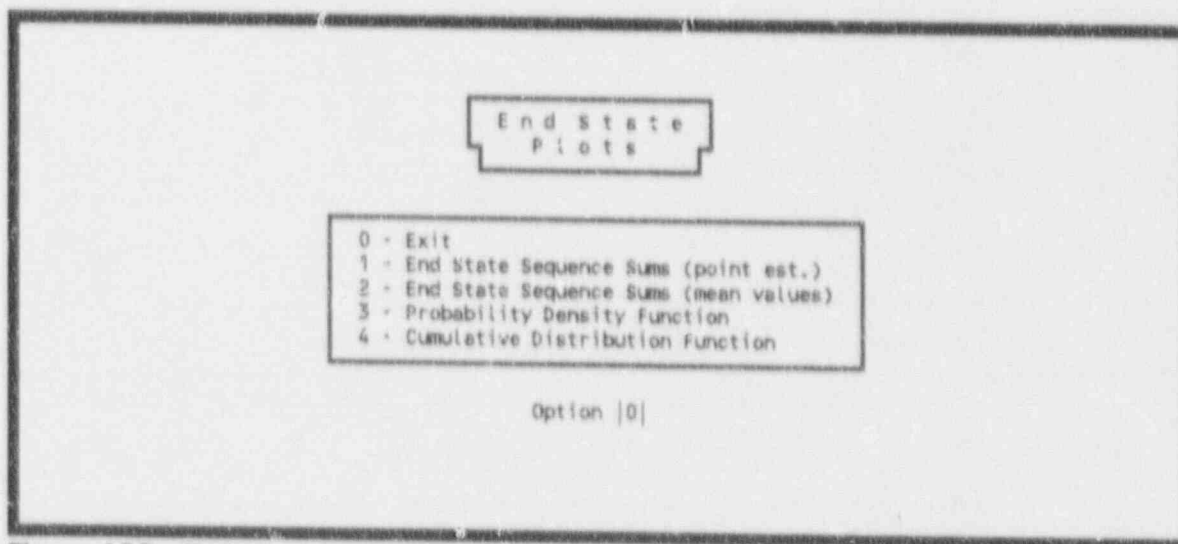 End State
Plots
0 - Exit
1 - End State Sequence Sums (point est.)
2 - End State Sequence Sums (mean values)
3 - Probability Density Function
4 - Cumulative Distribution Function
Option |0|